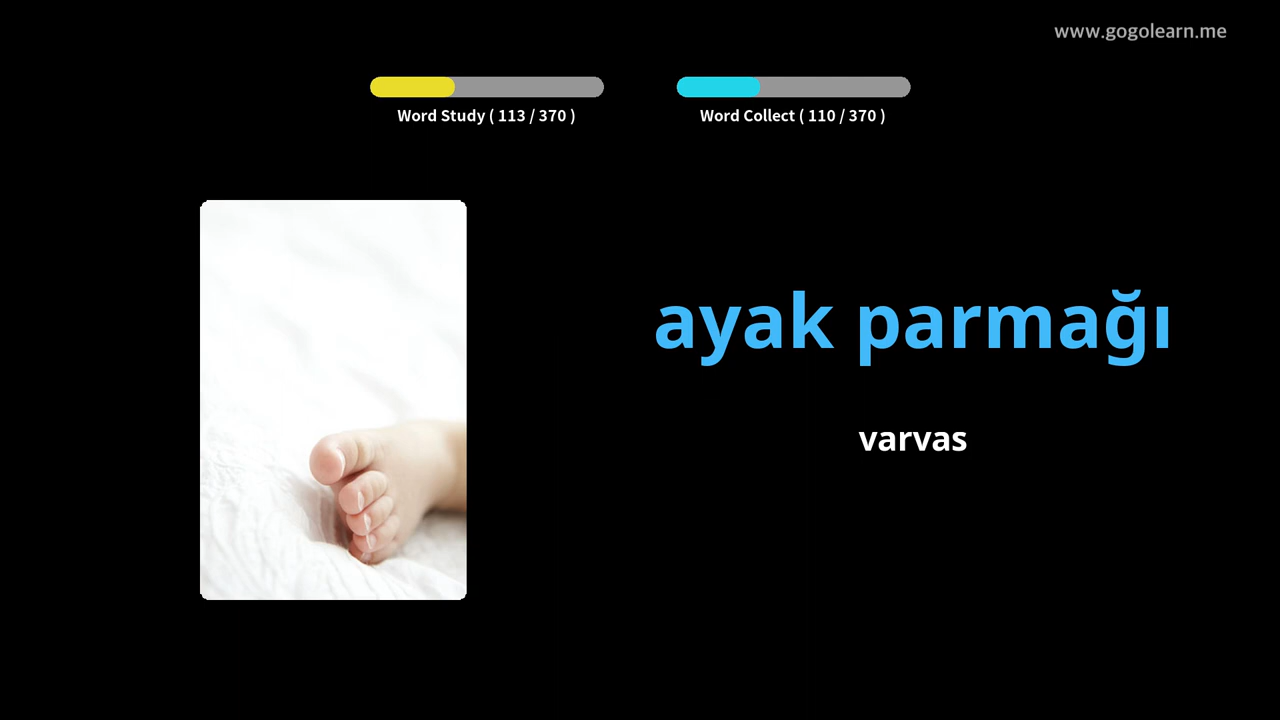 www.gogolearn.me
Word Study ( 113 / 370 )
Word Collect ( 110 / 370 )
ayak parmağı
varvas